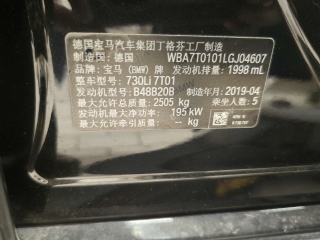 德国宝马汽车集团丁格芬工厂制造
制造国：德国 WBA7T0101LGJ04607
品牌：宝马（BMW）牌 发动机排量：1998 mL
整车型号：730Li 7T01
发动机型号：B48B20B 制造年月：2019-04
最大允许总质量：2505 kg 乘坐人数：5
发动机最大净功率：195 kW
最大允许牵引质量：-- kg